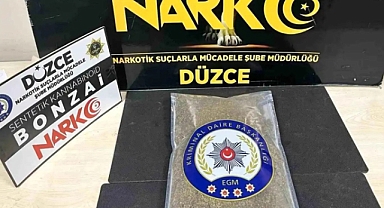 NARKO
NARKOTİK SUÇLARLA MÜCADELE ŞUBE MÜDÜRLÜĞÜ
DÜZCE
DÜZCE
NARKOTİK SUÇLARLA MÜCADELE
ŞUBE MÜDÜRLÜĞÜ
SENTETİK KANNABİNOİD
BONZAİ
NARKO
KRİMİNAL DAİRE BAŞKANLIĞI
EGM